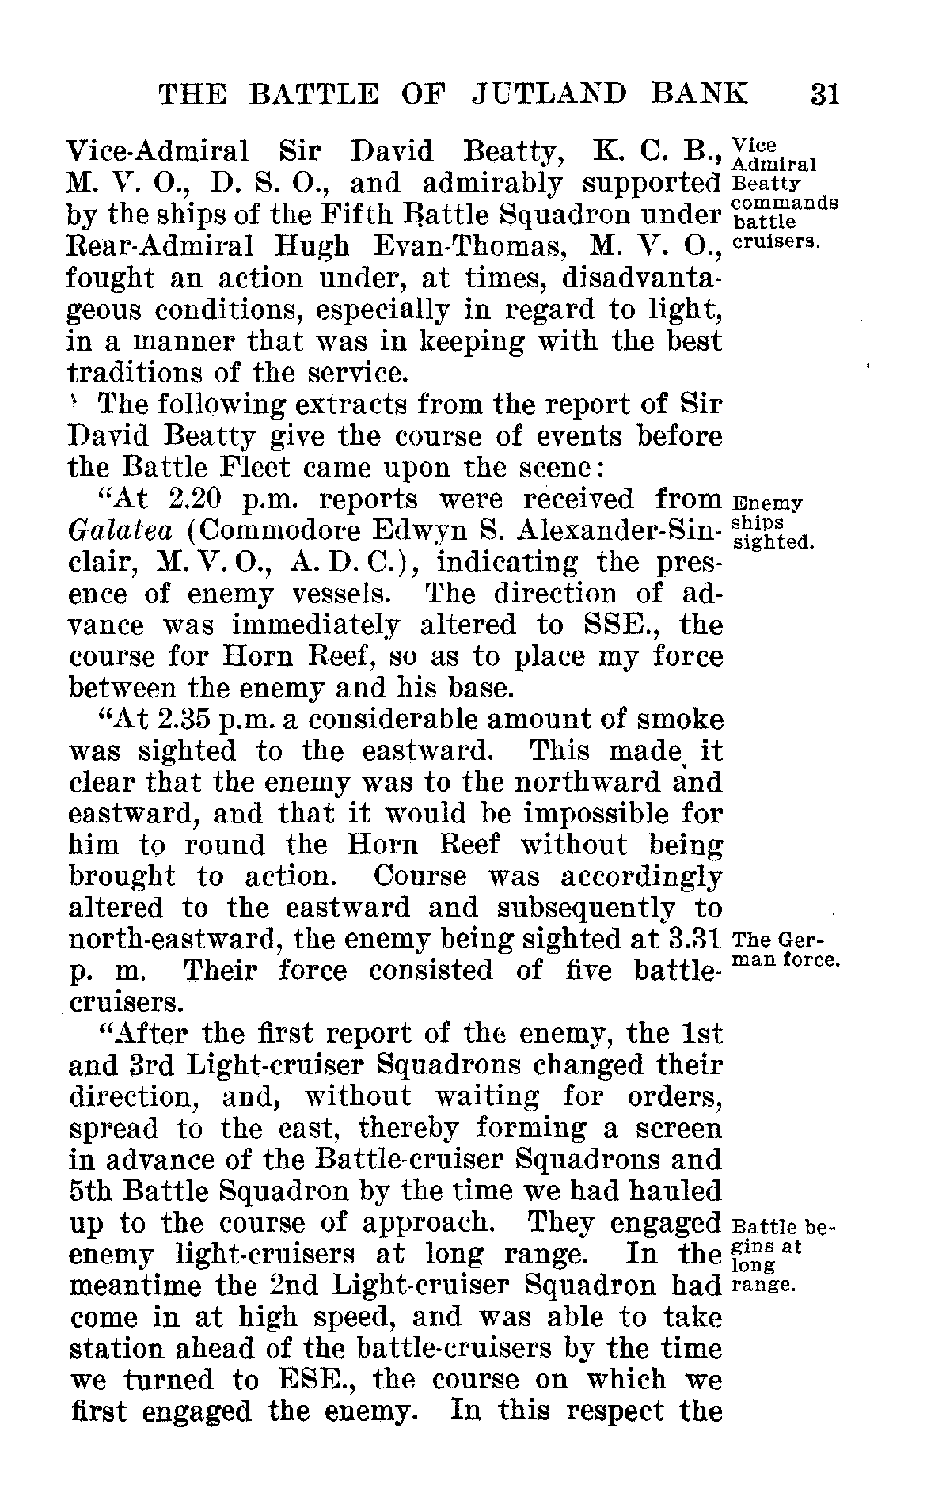 THE BATTLE OF JUTLAND BANK 31
Vice-Admiral Sir David Beatty, K. C. B.,
M. V. O., D. S. O., and admirably supported
by the ships of the Fifth Battle Squadron under
Rear-Admiral Hugh Evan-Thomas, M. V. O.,
Vice
Admiral
Beatty
commands
battle
cruisers.
fought an action under, at times, disadvanta-
geous conditions, especially in regard to light,
in a manner that was in keeping with the best
traditions of the service.
The following extracts from the report of Sir
David Beatty give the course of events before
the Battle Fleet came upon the scene:
“At 2.20 p.m. reports were received from
Galatea (Commodore Edwyn S. Alexander-Sin-
clair, M. V. O., A. D. C.), indicating the pres-
Enemy
ships
sighted.
ence of enemy vessels. The direction of ad-
vance was immediately altered to SSE., the
course for Horn Reef, so as to place my force
between the enemy and his base.
“At 2.35 p.m. a considerable amount of smoke
was sighted to the eastward. This made it
clear that the enemy was to the northward and
eastward, and that it would be impossible for
him to round the Horn Reef without being
brought to action. Course was accordingly
altered to the eastward and subsequently to
north-eastward, the enemy being sighted at 3.31
p. m. Their force consisted of five battle-
The Ger-
man force.
cruisers.
“After the first report of the enemy, the 1st
and 3rd Light-cruiser Squadrons changed their
direction, and, without waiting for orders,
spread to the east, thereby forming a screen
in advance of the Battle-cruiser Squadrons and
5th Battle Squadron by the time we had hauled
up to the course of approach. They engaged
enemy light-cruisers at long range. In the
meantime the 2nd Light-cruiser Squadron had
Battle be-
gins at
long
range.
come in at high speed, and was able to take
station ahead of the battle-cruisers by the time
we turned to ESE., the course on which we
first engaged the enemy. In this respect the